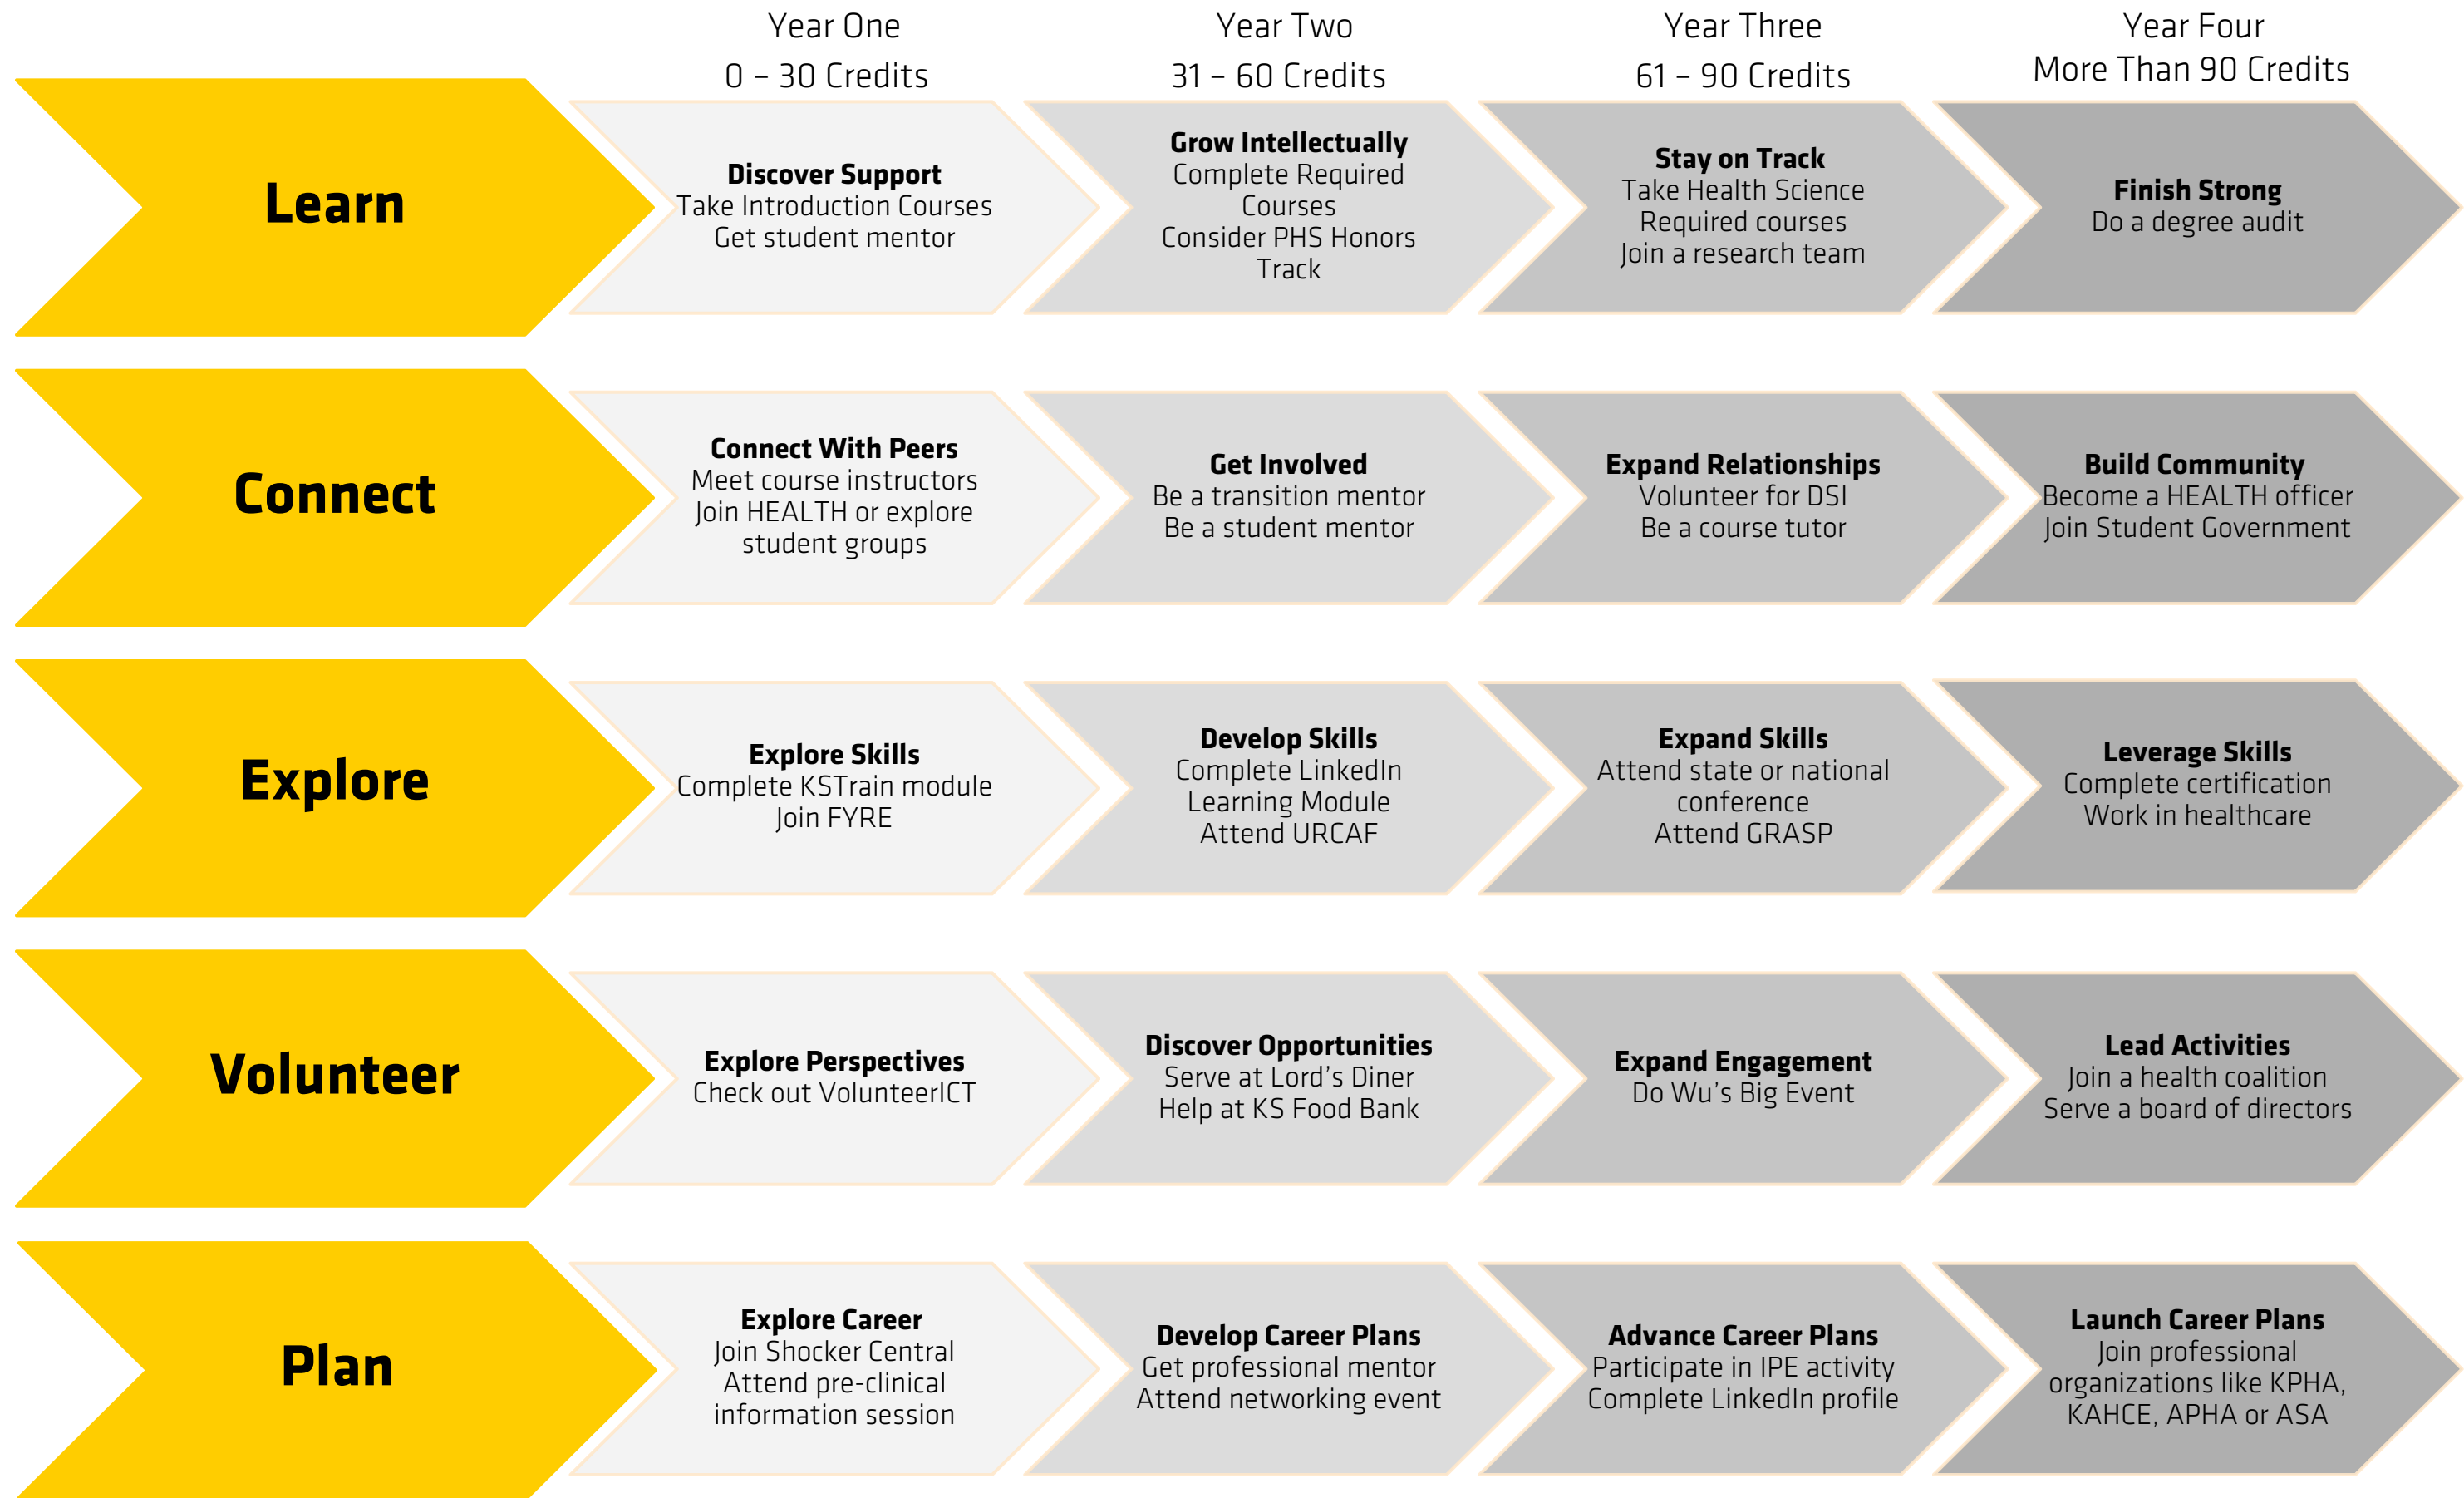 Year One
0 – 30 Credits
Year Two
31 – 60 Credits
Year Three
61 – 90 Credits
Year Four
More Than 90 Credits
Learn
Discover Support
Take Introduction Courses
Get student mentor
Grow Intellectually
Complete Required
Courses
Consider PHS Honors
Track
Stay on Track
Take Health Science
Required courses
Join a research team
Finish Strong
Do a degree audit
Connect
Connect With Peers
Meet course instructors
Join HEALTH or explore
student groups
Get Involved
Be a transition mentor
Be a student mentor
Expand Relationships
Volunteer for DSI
Be a course tutor
Build Community
Become a HEALTH officer
Join Student Government
Explore
Explore Skills
Complete KSTrain module
Join FYRE
Develop Skills
Complete LinkedIn
Learning Module
Attend URCAF
Expand Skills
Attend state or national
conference
Attend GRASP
Leverage Skills
Complete certification
Work in healthcare
Volunteer
Explore Perspectives
Check out VolunteerICT
Discover Opportunities
Serve at Lord’s Diner
Help at KS Food Bank
Expand Engagement
Do Wu’s Big Event
Lead Activities
Join a health coalition
Serve a board of directors
Plan
Explore Career
Join Shocker Central
Attend pre-clinical
information session
Develop Career Plans
Get professional mentor
Attend networking event
Advance Career Plans
Participate in IPE activity
Complete LinkedIn profile
Launch Career Plans
Join professional
organizations like KPHA,
KAHCE, APHA or ASA